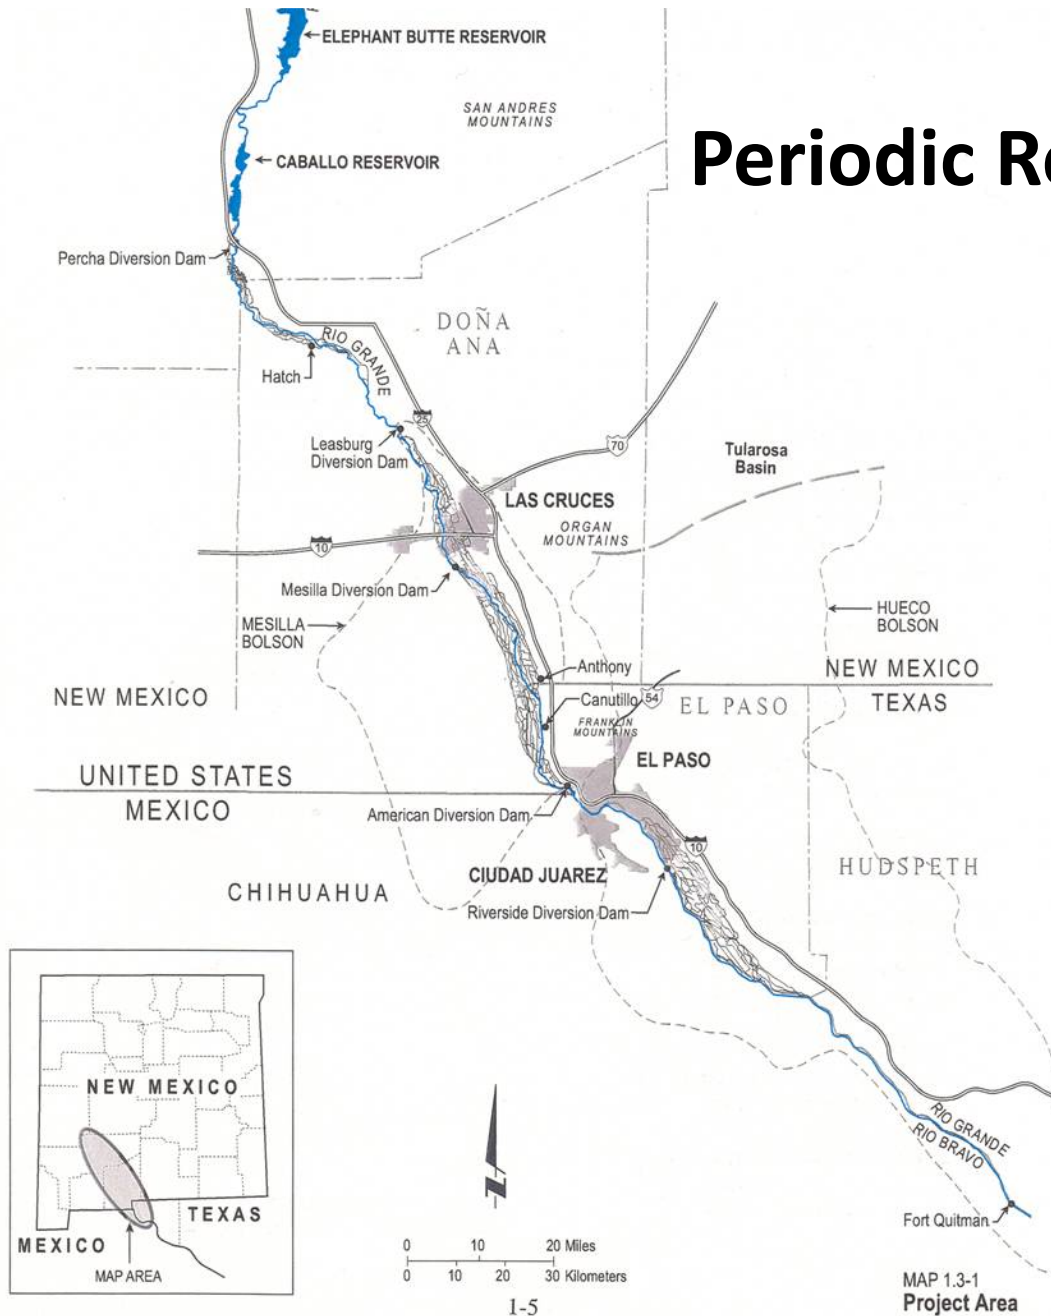 ELEPHANT BUTTE RESERVOIR
SAN ANDRES
MOUNTAINS
Periodic Re
CABALLO RESERVOIR
Percha Diversion Dam
DOÑA
ANA
RIO GRANDE
Hatch
25
Leasburg
Diversion Dam
70
Tularosa
Basin
LAS CRUCES
ORGAN
MOUNTAINS
10
Mesilla Diversion Dam
MESILLA
BOLSON
HUECO
BOLSON
Anthony
NEW MEXICO
TEXAS
NEW MEXICO
Canutillo
54
EL PASO
FRANKLIN
MOUNTAINS
EL PASO
UNITED STATES
MEXICO
American Diversion Dam
10
CIUDAD JUAREZ
HUDSPETH
CHIHUAHUA
Riverside Diversion Dam
NEW MEXICO
TEXAS
MEXICO
MAP AREA
RIO GRANDE
RIO BRAVO
Fort Quitman
0 10 20 Miles
0 10 20 30 Kilometers
1-5
MAP 1.3-1
Project Area